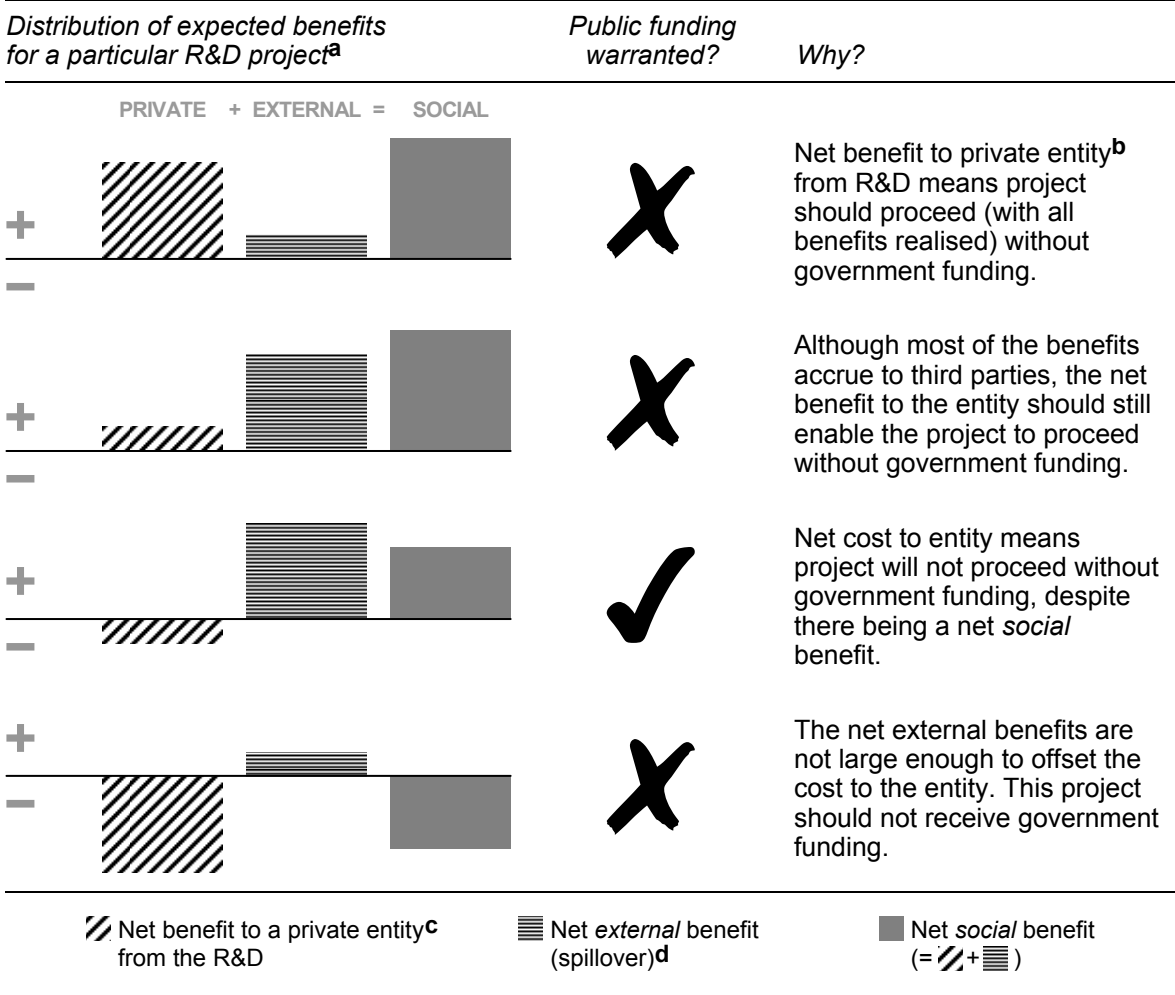 Distribution of expected benefits
for a particular R&D projecta
Public funding
warranted?
Why?
PRIVATE + EXTERNAL = SOCIAL
+
−
Net benefit to private entityb
from R&D means project
should proceed (with all
benefits realised) without
government funding.
+
−
Although most of the benefits
accrue to third parties, the net
benefit to the entity should still
enable the project to proceed
without government funding.
+
−
Net cost to entity means
project will not proceed without
government funding, despite
there being a net social
benefit.
+
−
The net external benefits are
not large enough to offset the
cost to the entity. This project
should not receive government
funding.
Net benefit to a private entityc
from the R&D
Net external benefit
(spillover)d
Net social benefit
(= + )